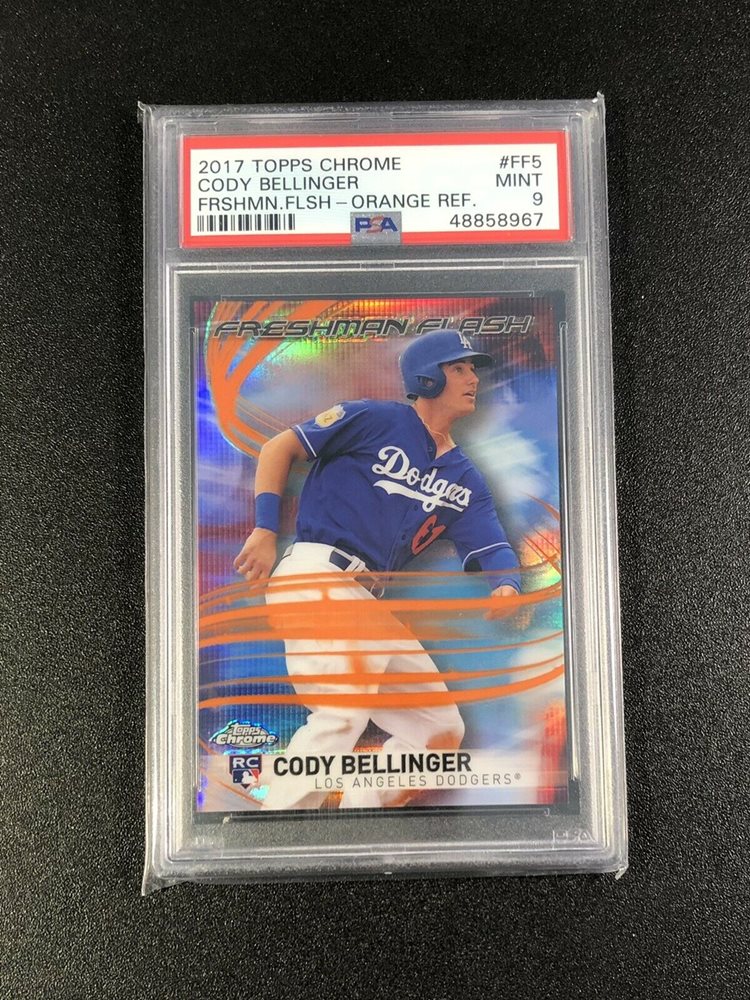 2017 TOPPS CHROME #FF5
CODY BELLINGER MINT
FRSHMN.FLSH – ORANGE REF. 9
PSA 48858967
FRESHMAN FLASH
LA
Dodgers
Topps
Chrome
RC
CODY BELLINGER
LOS ANGELES DODGERS®